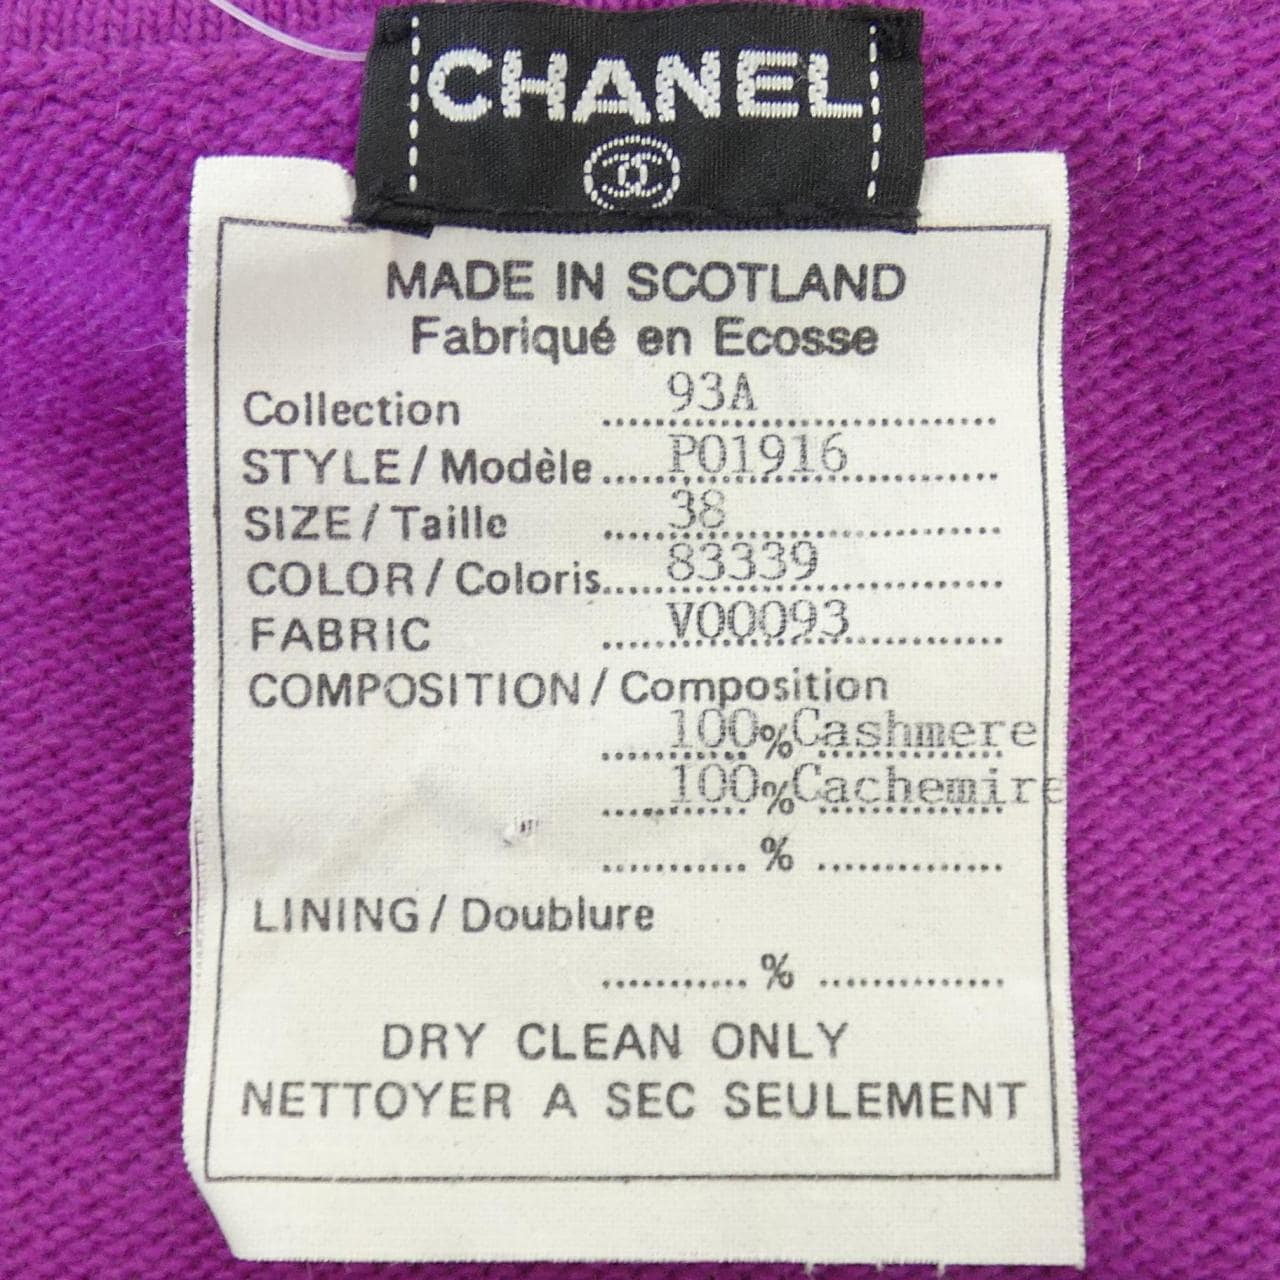 CHANEL
MADE IN SCOTLAND
Fabriqué en Ecosse
Collection 93A
STYLE / Modèle P01916
SIZE / Taille 38
COLOR / Coloris 83339
FABRIC V00093
COMPOSITION / Composition
100% Cashmere
100% Cachemire
%
LINING / Doublure
%
DRY CLEAN ONLY
NETTOYER A SEC SEULEMENT